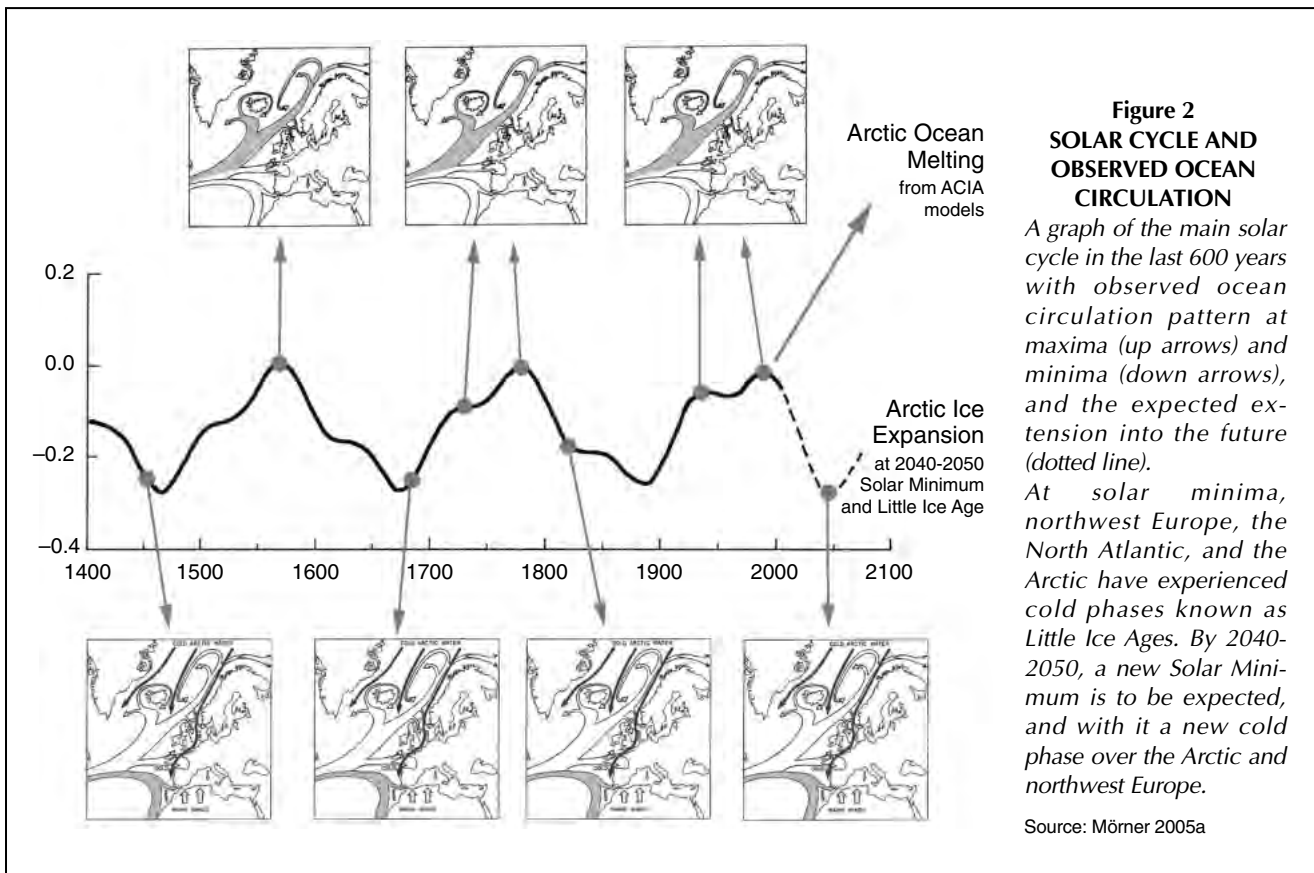 Arctic Ocean
Melting
from ACIA
models
0.2
0.0
–0.2
–0.4
Arctic Ice
Expansion
at 2040-2050
Solar Minimum
and Little Ice Age
1400
1500
1600
1700
1800
1900
2000
2100
COLD ARCTIC WATER
COLD ARCTIC WATER
COLD ARCTIC WATER
COLD ARCTIC WATER
Figure 2
SOLAR CYCLE AND
OBSERVED OCEAN
CIRCULATION
A graph of the main solar
cycle in the last 600 years
with observed ocean
circulation pattern at
maxima (up arrows) and
minima (down arrows),
and the expected ex-
tension into the future
(dotted line).
At solar minima,
northwest Europe, the
North Atlantic, and the
Arctic have experienced
cold phases known as
Little Ice Ages. By 2040-
2050, a new Solar Mini-
mum is to be expected,
and with it a new cold
phase over the Arctic and
northwest Europe.
Source: Mörner 2005a